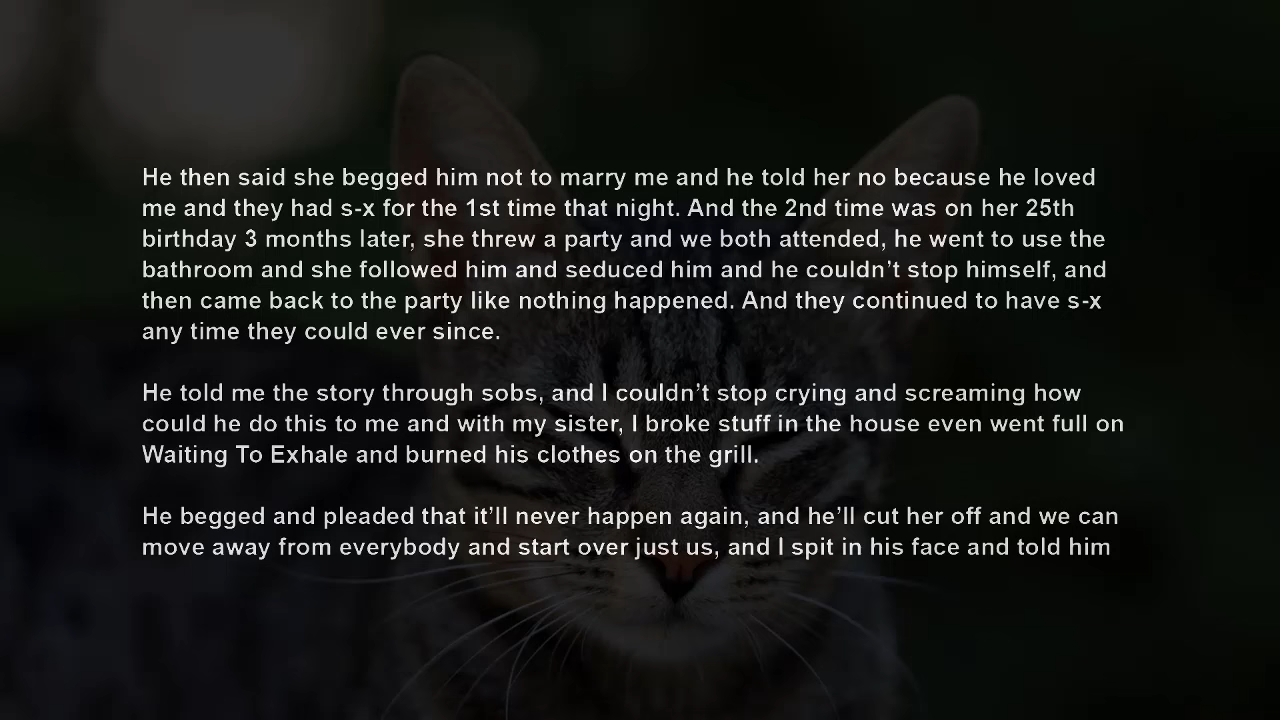 He then said she begged him not to marry me and he told her no because he loved
me and they had s-x for the 1st time that night. And the 2nd time was on her 25th
birthday 3 months later, she threw a party and we both attended, he went to use the
bathroom and she followed him and seduced him and he couldn’t stop himself, and
then came back to the party like nothing happened. And they continued to have s-x
any time they could ever since.
He told me the story through sobs, and I couldn’t stop crying and screaming how
could he do this to me and with my sister, I broke stuff in the house even went full on
Waiting To Exhale and burned his clothes on the grill.
He begged and pleaded that it’ll never happen again, and he’ll cut her off and we can
move away from everybody and start over just us, and I spit in his face and told him